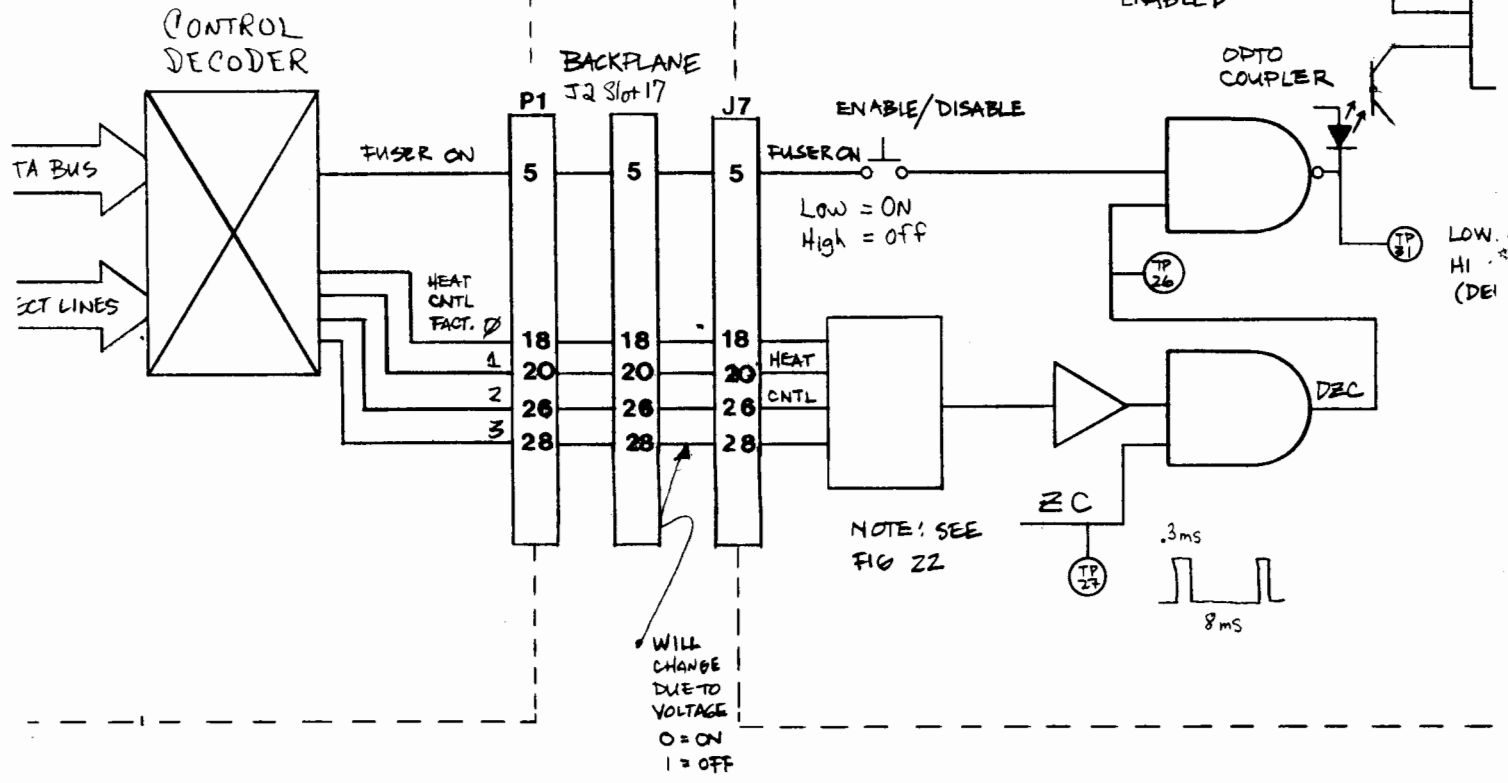 CONTROL
DECODER
TA BUS
ECT LINES
FUSER ON
HEAT
CNTL
FACT. 0
1
2
3
P1
5
18
20
26
28
BACKPLANE
J2 Slot 17
5
18
20
26
28
J7
5
18
20
26
28
FUSER ON
HEAT
CNTL
ENABLE/DISABLE
Low = ON
High = Off
OPTO
COUPLER
TP
26
TP
31
LOW
HI
(DE
DZC
ZC
TP
27
.3ms
8ms
NOTE: SEE
FIG 22
WILL
CHANGE
DUE TO
VOLTAGE
0 = ON
1 = OFF